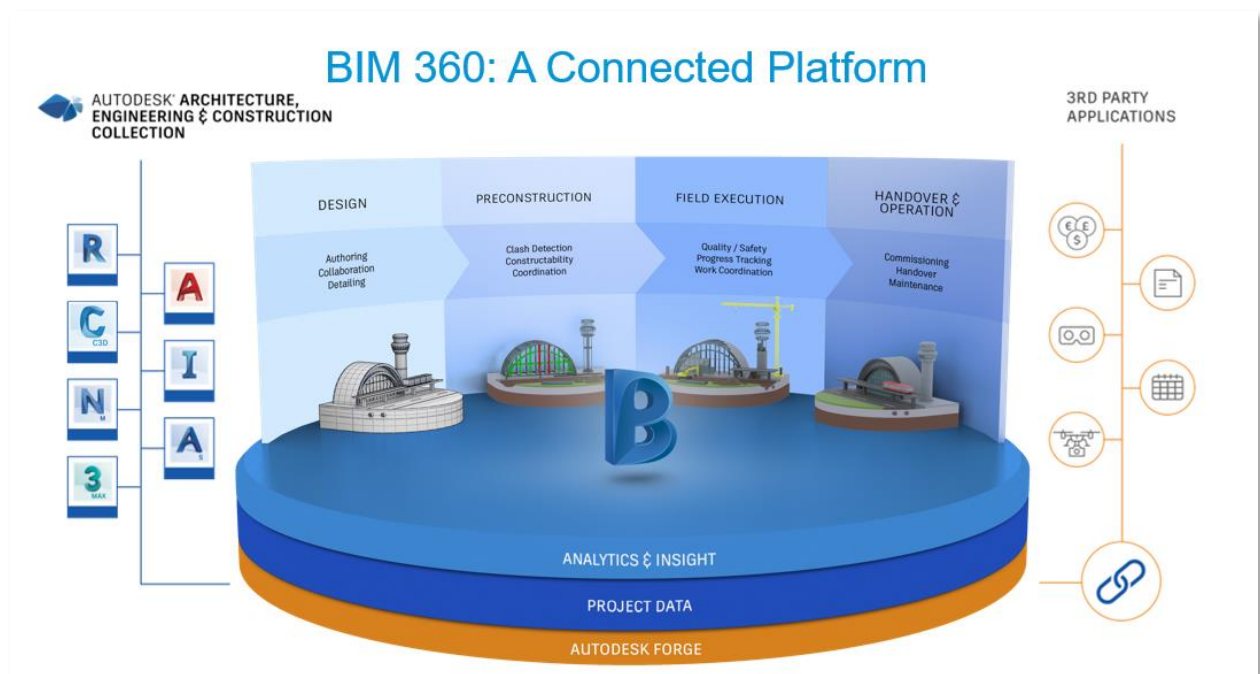 BIM 360: A Connected Platform
AUTODESK® ARCHITECTURE,
ENGINEERING & CONSTRUCTION
COLLECTION
R
A
C
C3D
I
N
M
A
S
3
MAX
DESIGN
Authoring
Collaboration
Detailing
PRECONSTRUCTION
Clash Detection
Constructability
Coordination
FIELD EXECUTION
Quality / Safety
Progress Tracking
Work Coordination
HANDOVER &
OPERATION
Commissioning
Handover
Maintenance
B
ANALYTICS & INSIGHT
PROJECT DATA
AUTODESK FORGE
3RD PARTY
APPLICATIONS
€ £
$